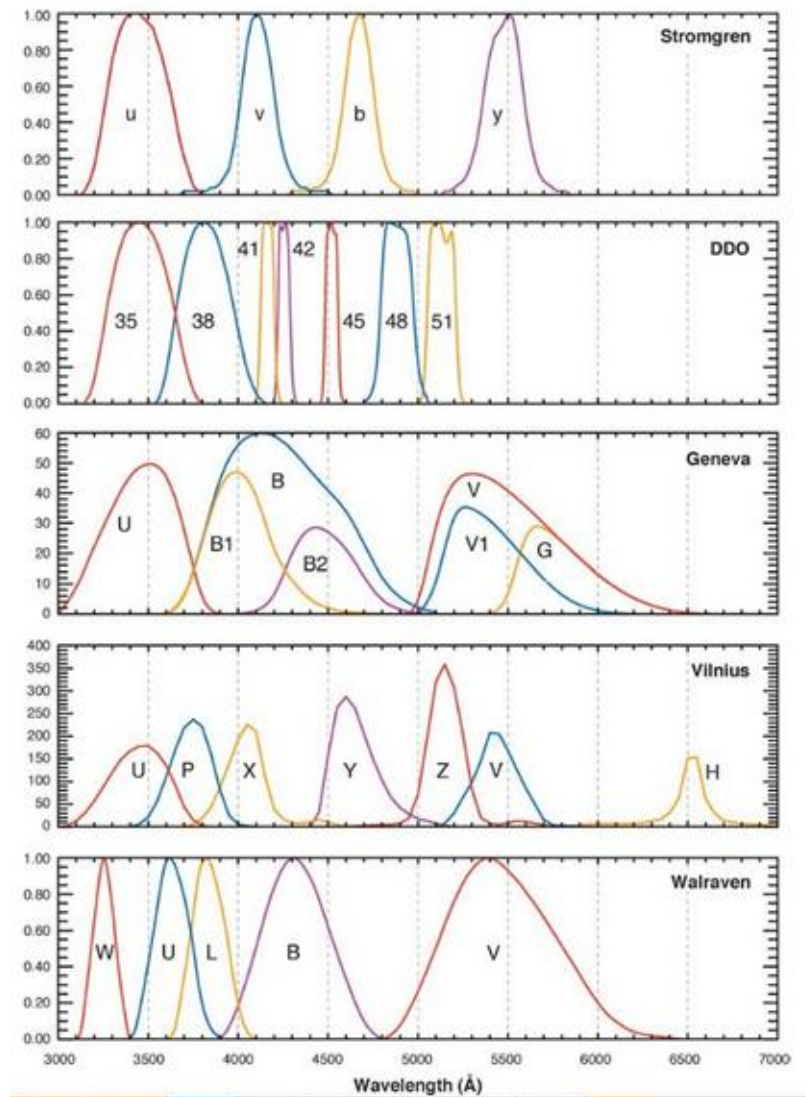 1.00
0.80
0.60
0.40
0.20
0.00
Stromgren
u v b y
1.00
0.80
0.60
0.40
0.20
0.00
DDO
41 42
35 38 45 48 51
60
50
40
30
20
10
0
Geneva
U B B1 B2 V V1 G
400
350
300
250
200
150
100
50
0
Vilnius
U P X Y Z V H
1.00
0.80
0.60
0.40
0.20
0.00
Walraven
W U L B V
3000 3500 4000 4500 5000 5500 6000 6500 7000
Wavelength (Å)